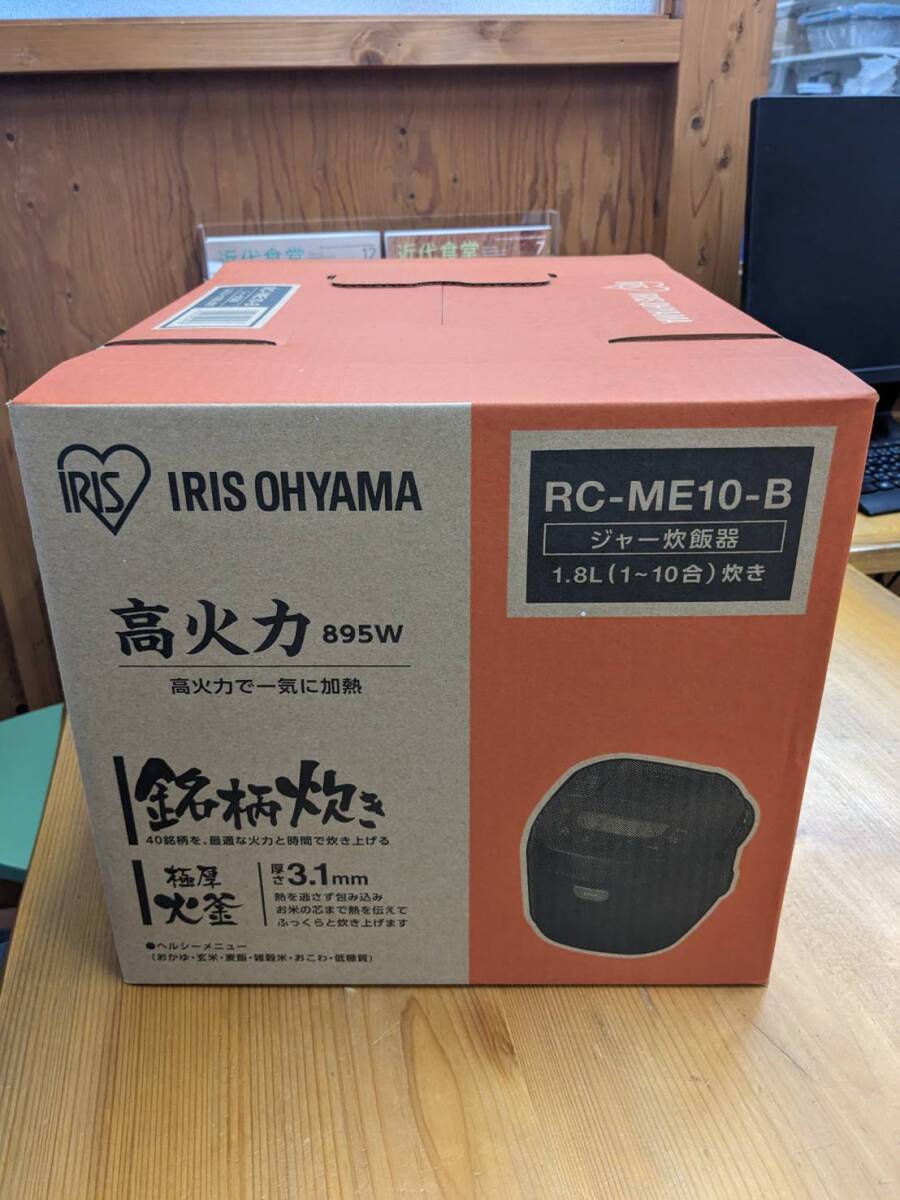 近代食堂 12
近代食堂 7
IRIS IRIS OHYAMA
IRIS IRIS OHYAMA
RC-ME10-B
ジャー炊飯器
1.8L(1~10合)炊き
高火力 895W
高火力で一気に加熱
銘柄炊き
40銘柄を、最適な火力と時間で炊き上げる
極厚
火釜
厚さ3.1mm
熱を逃さず包み込み
お米の芯まで熱を伝えて
ふっくらと炊き上げます
●ヘルシーメニュー
(おかゆ・玄米・麦飯・雑穀米・おこわ・低糖質)